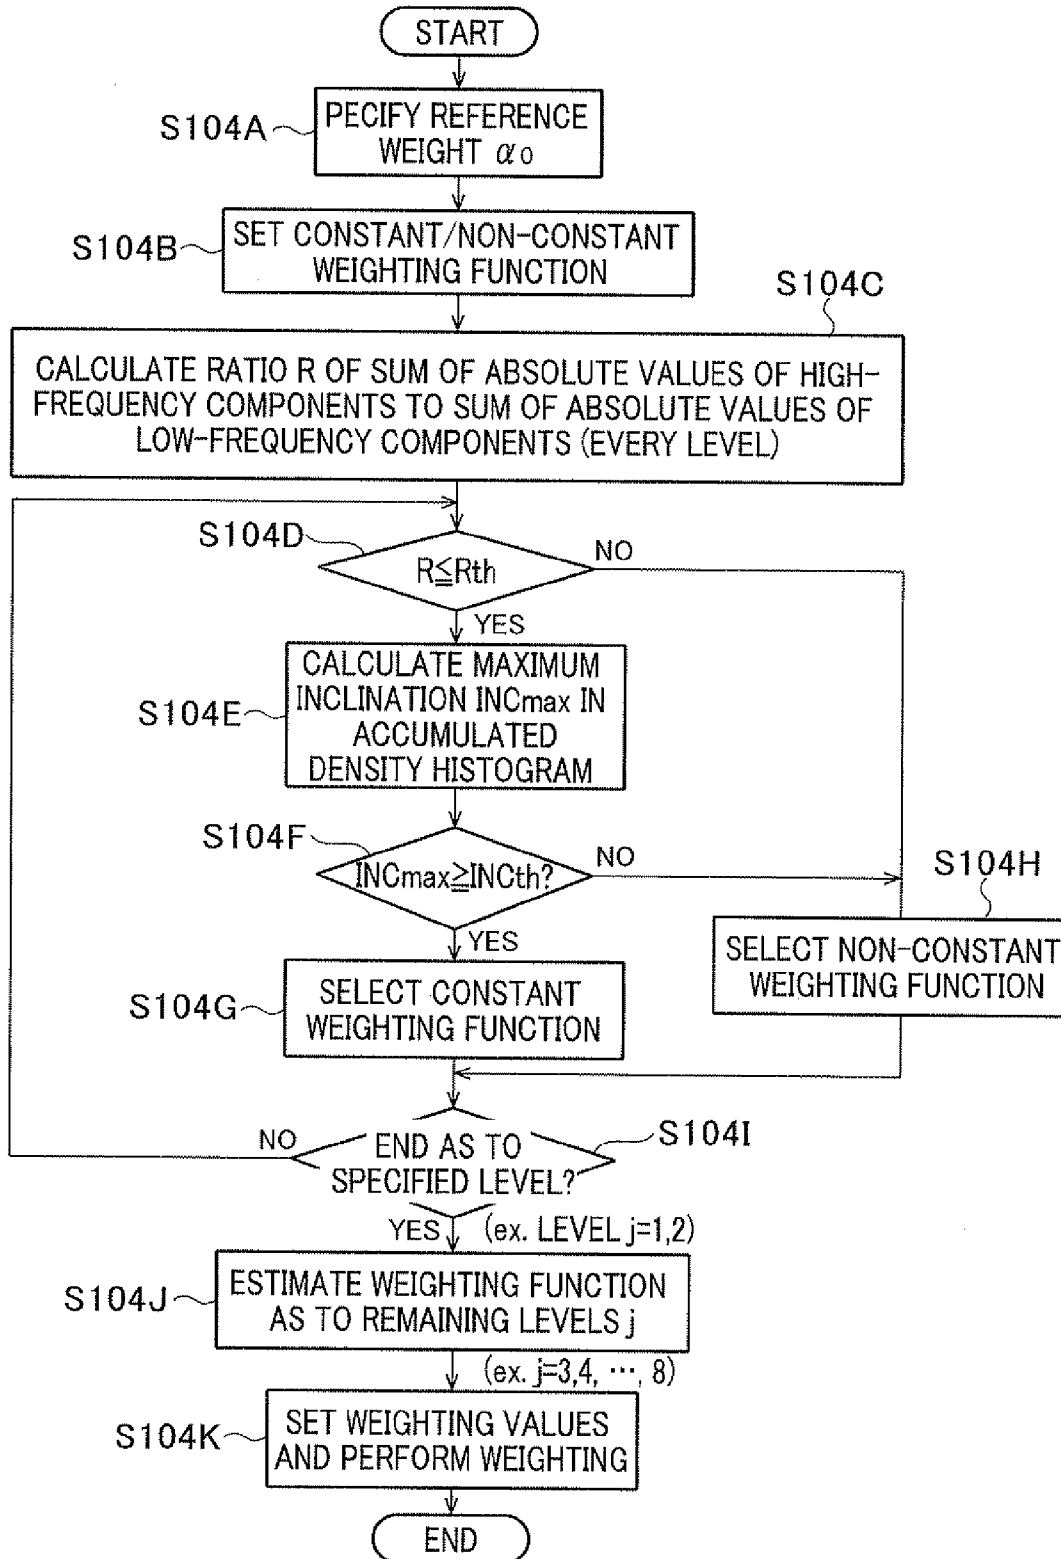 START
S104A
PECIFY REFERENCE
WEIGHT α0
S104B
SET CONSTANT/NON-CONSTANT
WEIGHTING FUNCTION
S104C
CALCULATE RATIO R OF SUM OF ABSOLUTE VALUES OF HIGH-
FREQUENCY COMPONENTS TO SUM OF ABSOLUTE VALUES OF
LOW-FREQUENCY COMPONENTS (EVERY LEVEL)
S104D
R≦Rth
NO
YES
S104E
CALCULATE MAXIMUM
INCLINATION INCmax IN
ACCUMULATED
DENSITY HISTOGRAM
S104F
INCmax≧INCth?
NO
YES
S104H
SELECT NON-CONSTANT
WEIGHTING FUNCTION
S104G
SELECT CONSTANT
WEIGHTING FUNCTION
S104I
NO
END AS TO
SPECIFIED LEVEL?
YES (ex. LEVEL j=1,2)
S104J
ESTIMATE WEIGHTING FUNCTION
AS TO REMAINING LEVELS j
(ex. j=3,4, ⋯, 8)
S104K
SET WEIGHTING VALUES
AND PERFORM WEIGHTING
END